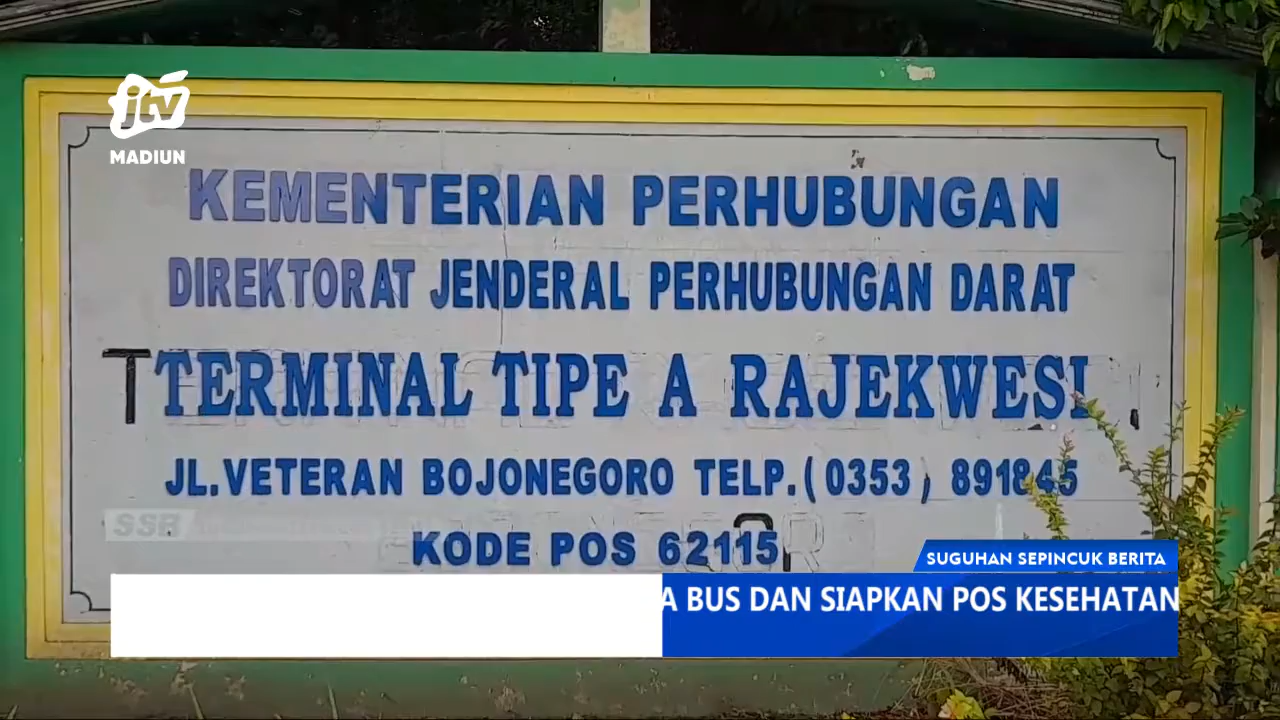 jtv
MADIUN
KEMENTERIAN PERHUBUNGAN
DIREKTORAT JENDERAL PERHUBUNGAN DARAT
TERMINAL TIPE A RAJEKWESI
JL.VETERAN BOJONEGORO TELP.(0353) 891845
SSB
KODE POS 62115
SUGUHAN SEPINCUK BERITA
A BUS DAN SIAPKAN POS KESEHATAN